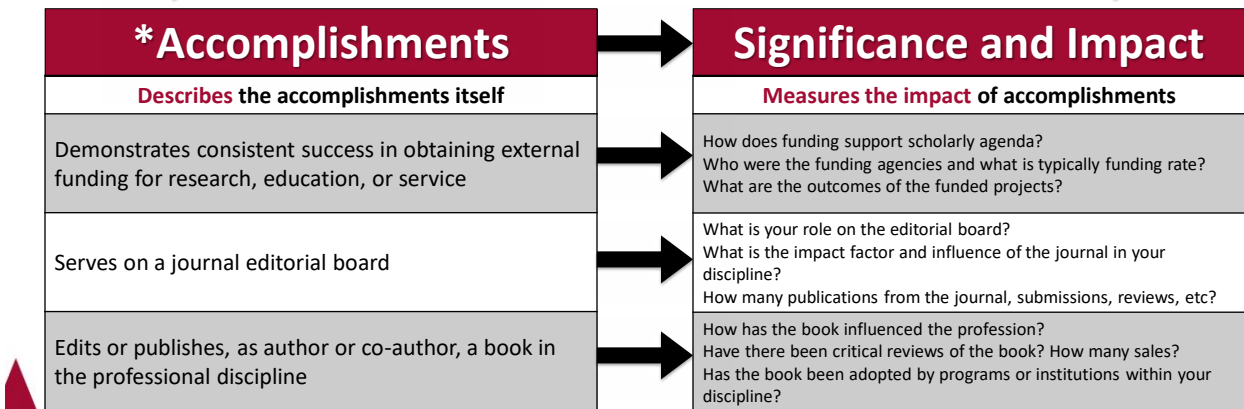 *Accomplishments
Significance and Impact
Describes the accomplishments itself
Measures the impact of accomplishments
Demonstrates consistent success in obtaining external
funding for research, education, or service
How does funding support scholarly agenda?
Who were the funding agencies and what is typically funding rate?
What are the outcomes of the funded projects?
Serves on a journal editorial board
What is your role on the editorial board?
What is the impact factor and influence of the journal in your
discipline?
How many publications from the journal, submissions, reviews, etc?
Edits or publishes, as author or co-author, a book in
the professional discipline
How has the book influenced the profession?
Have there been critical reviews of the book? How many sales?
Has the book been adopted by programs or institutions within your
discipline?